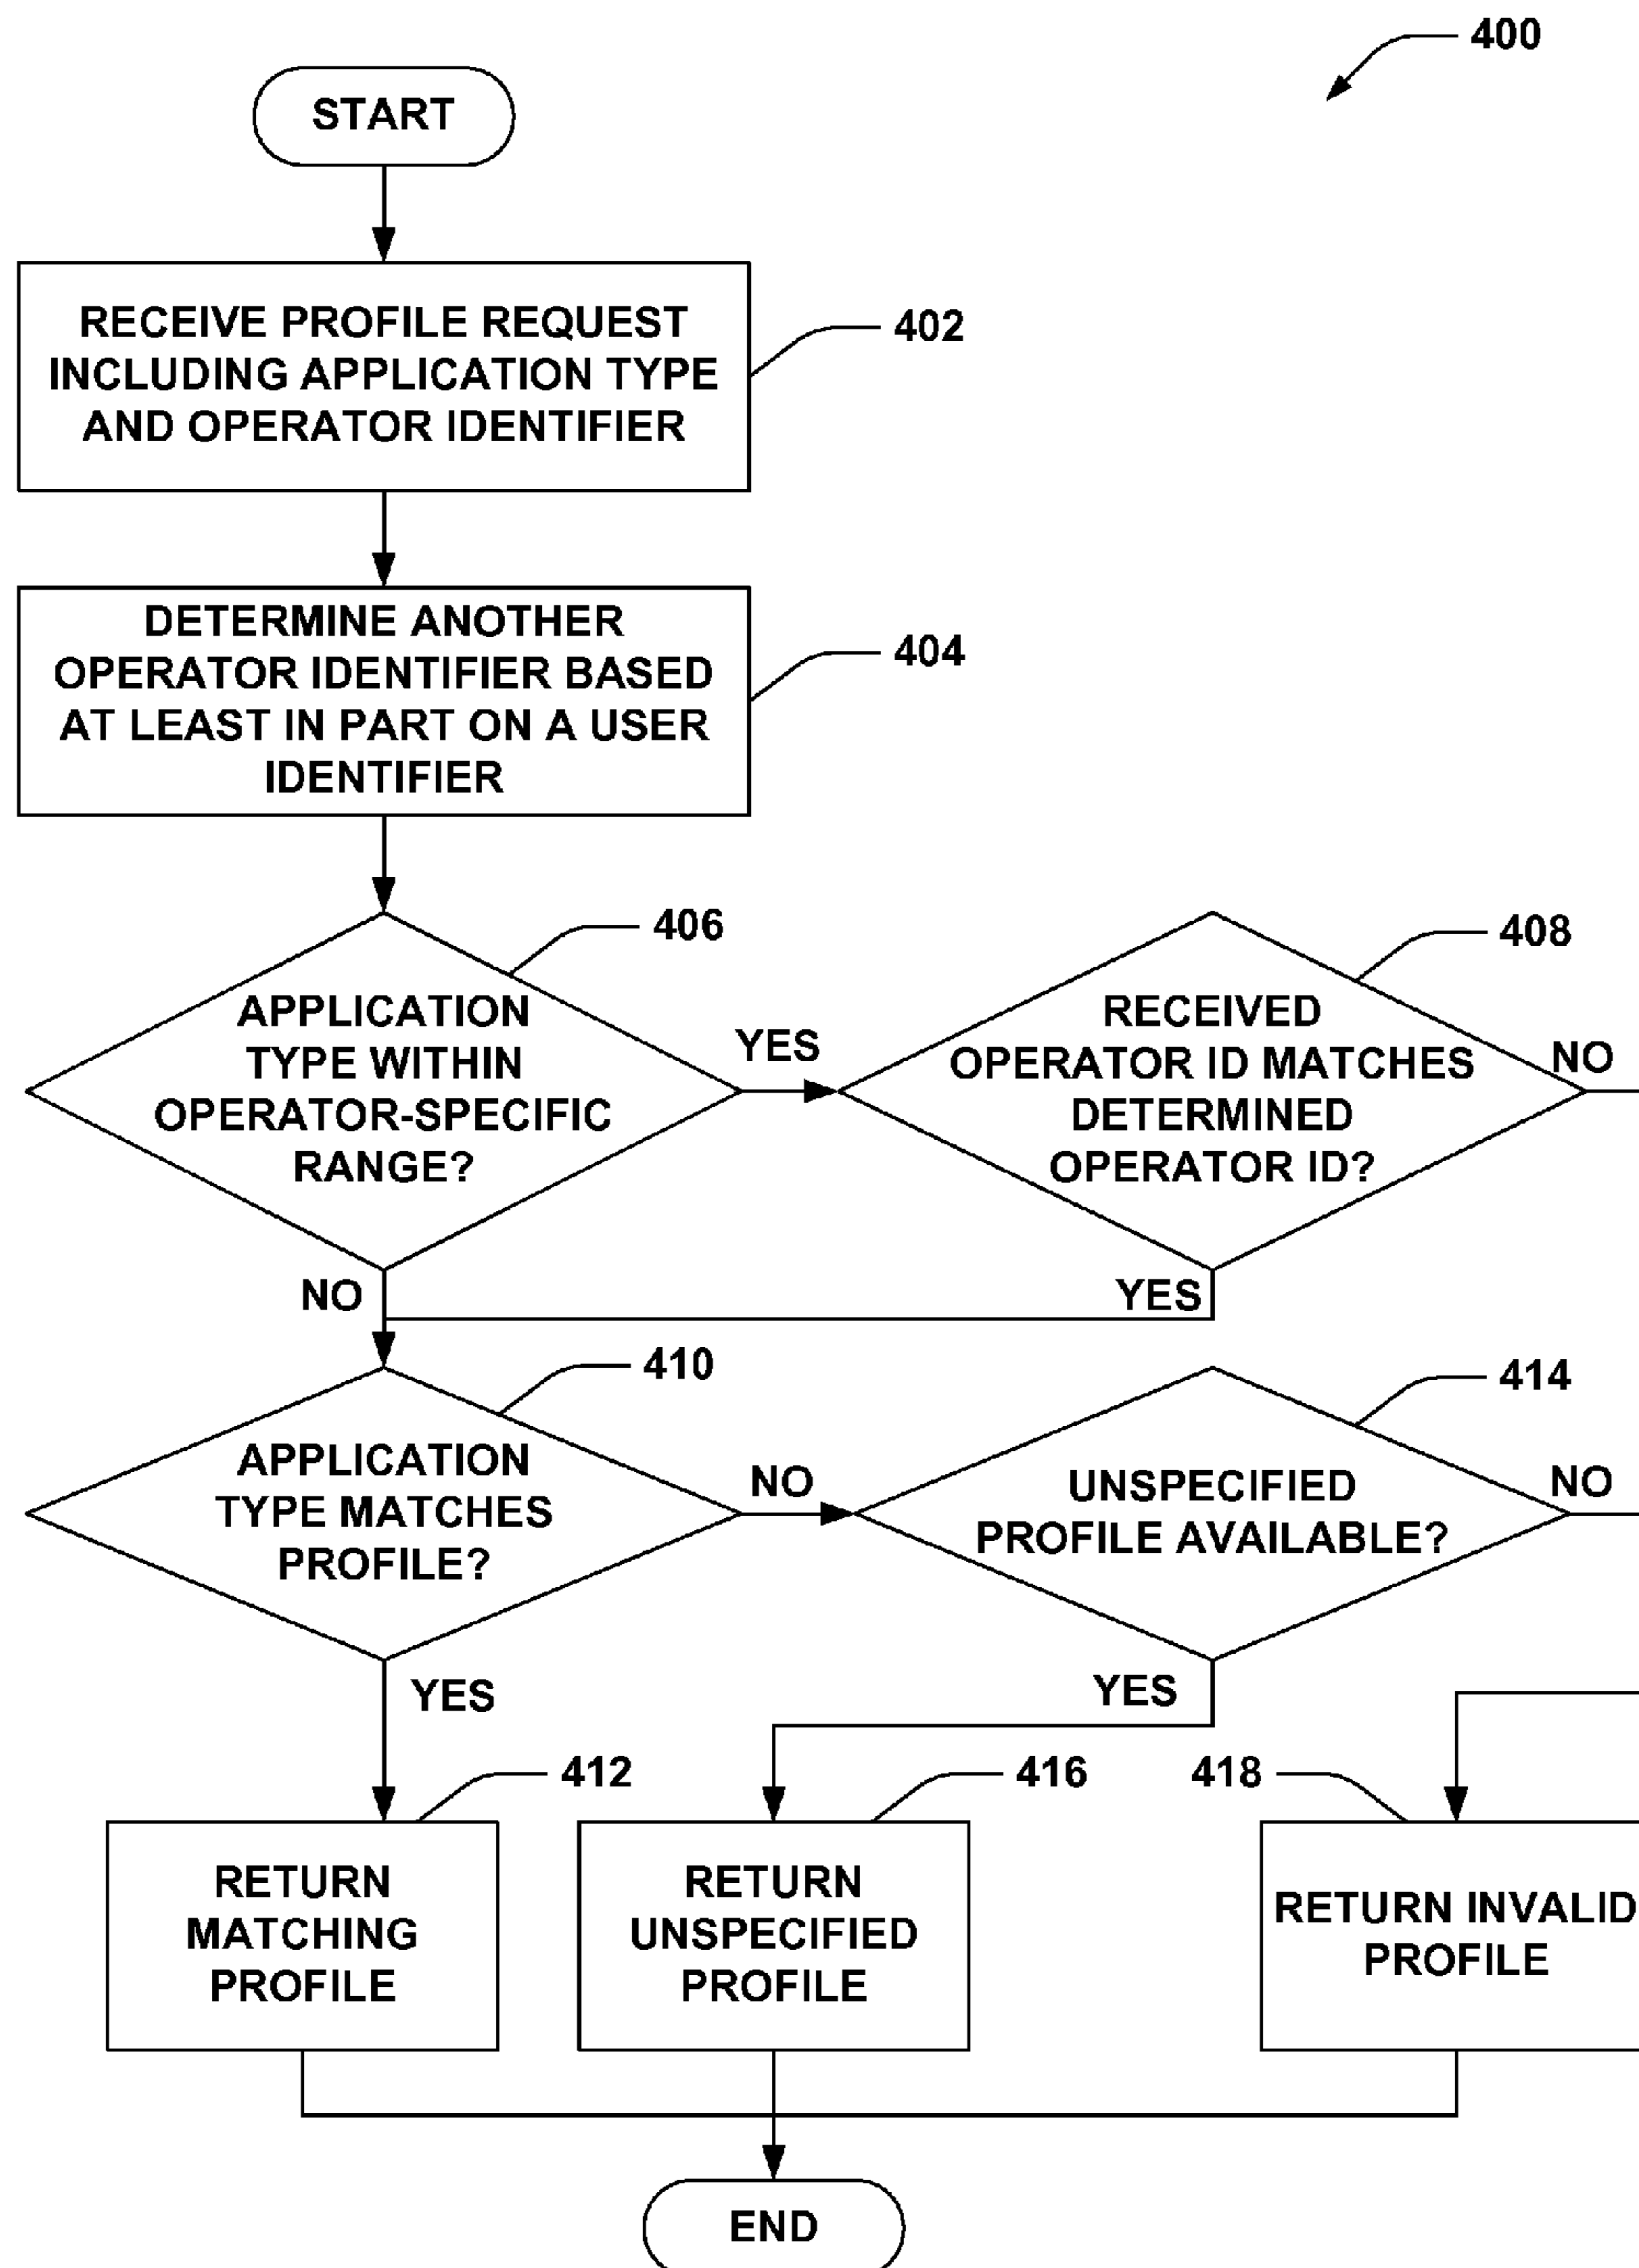 400
START
RECEIVE PROFILE REQUEST
INCLUDING APPLICATION TYPE
AND OPERATOR IDENTIFIER
402
DETERMINE ANOTHER
OPERATOR IDENTIFIER BASED
AT LEAST IN PART ON A USER
IDENTIFIER
404
406
APPLICATION
TYPE WITHIN
OPERATOR-SPECIFIC
RANGE?
YES
NO
408
RECEIVED
OPERATOR ID MATCHES
DETERMINED
OPERATOR ID?
NO
YES
410
APPLICATION
TYPE MATCHES
PROFILE?
NO
YES
414
UNSPECIFIED
PROFILE AVAILABLE?
NO
YES
412
RETURN
MATCHING
PROFILE
416
RETURN
UNSPECIFIED
PROFILE
418
RETURN INVALID
PROFILE
END